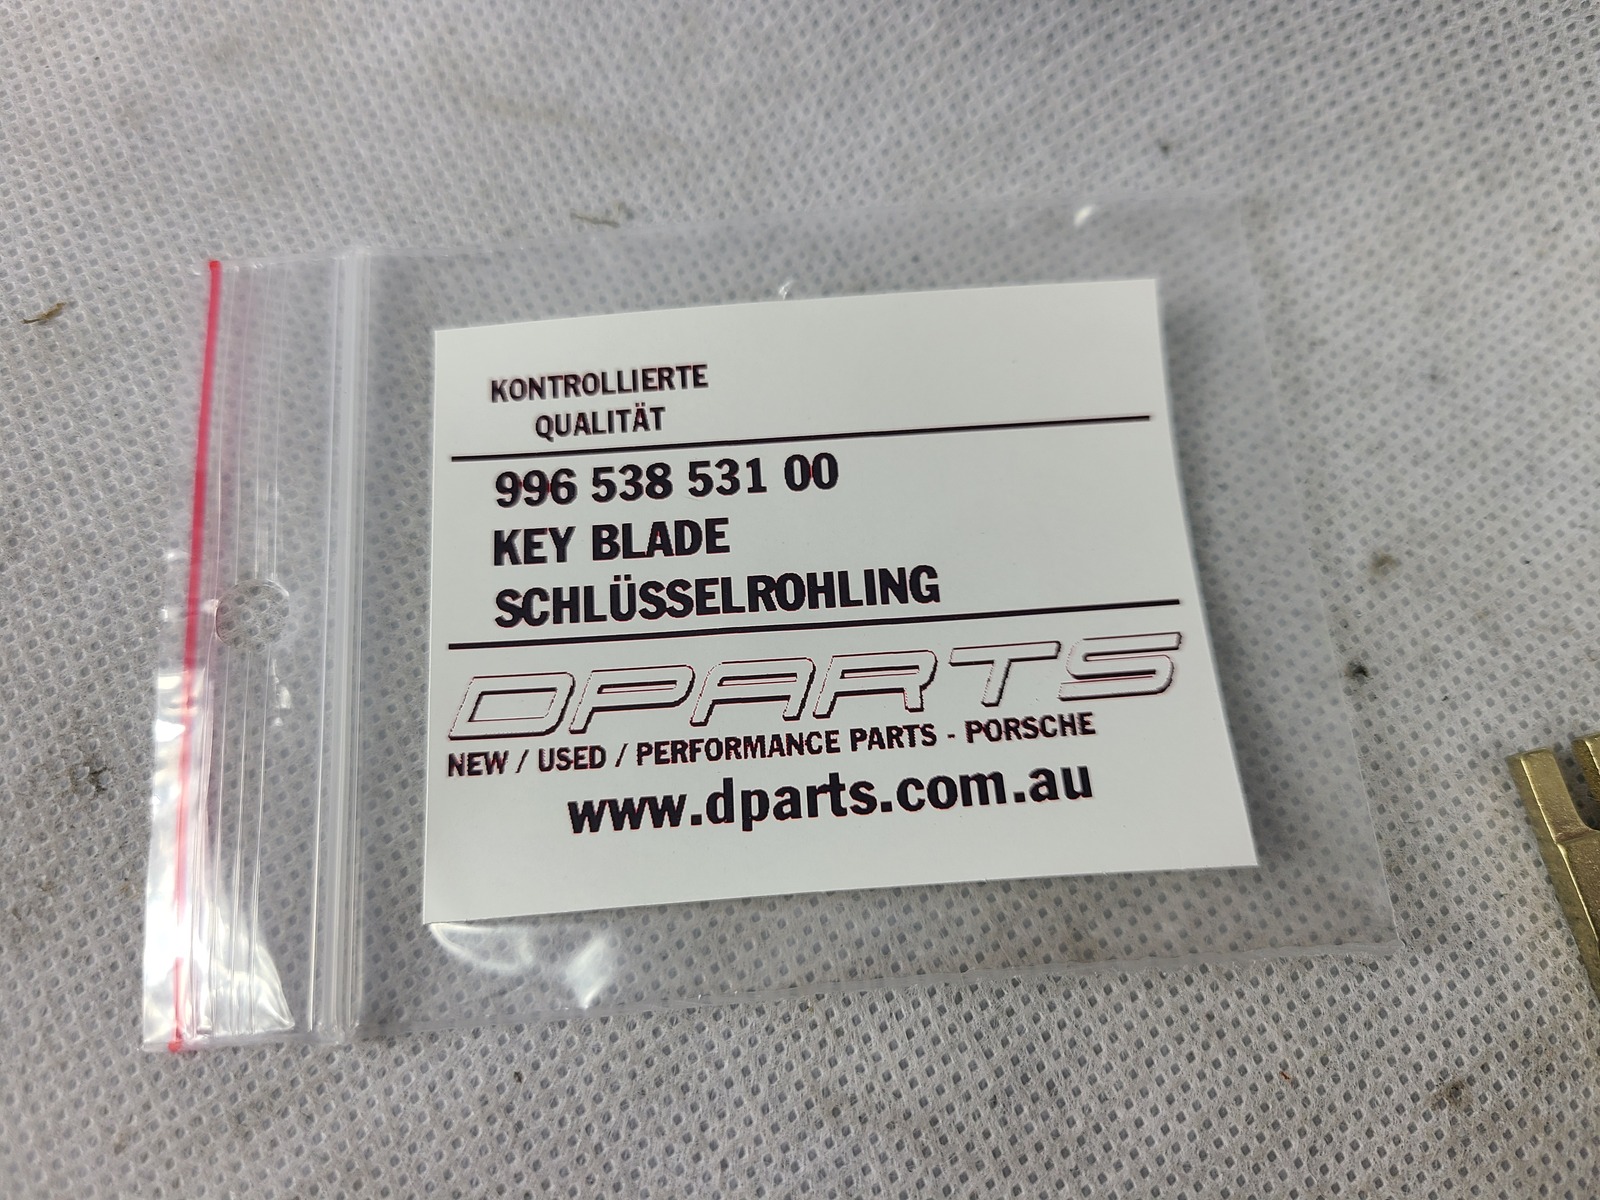 KONTROLLIERTE
QUALITÄT
996 538 531 00
KEY BLADE
SCHLÜSSELROHLING
DPARTS
NEW / USED / PERFORMANCE PARTS - PORSCHE
www.dparts.com.au